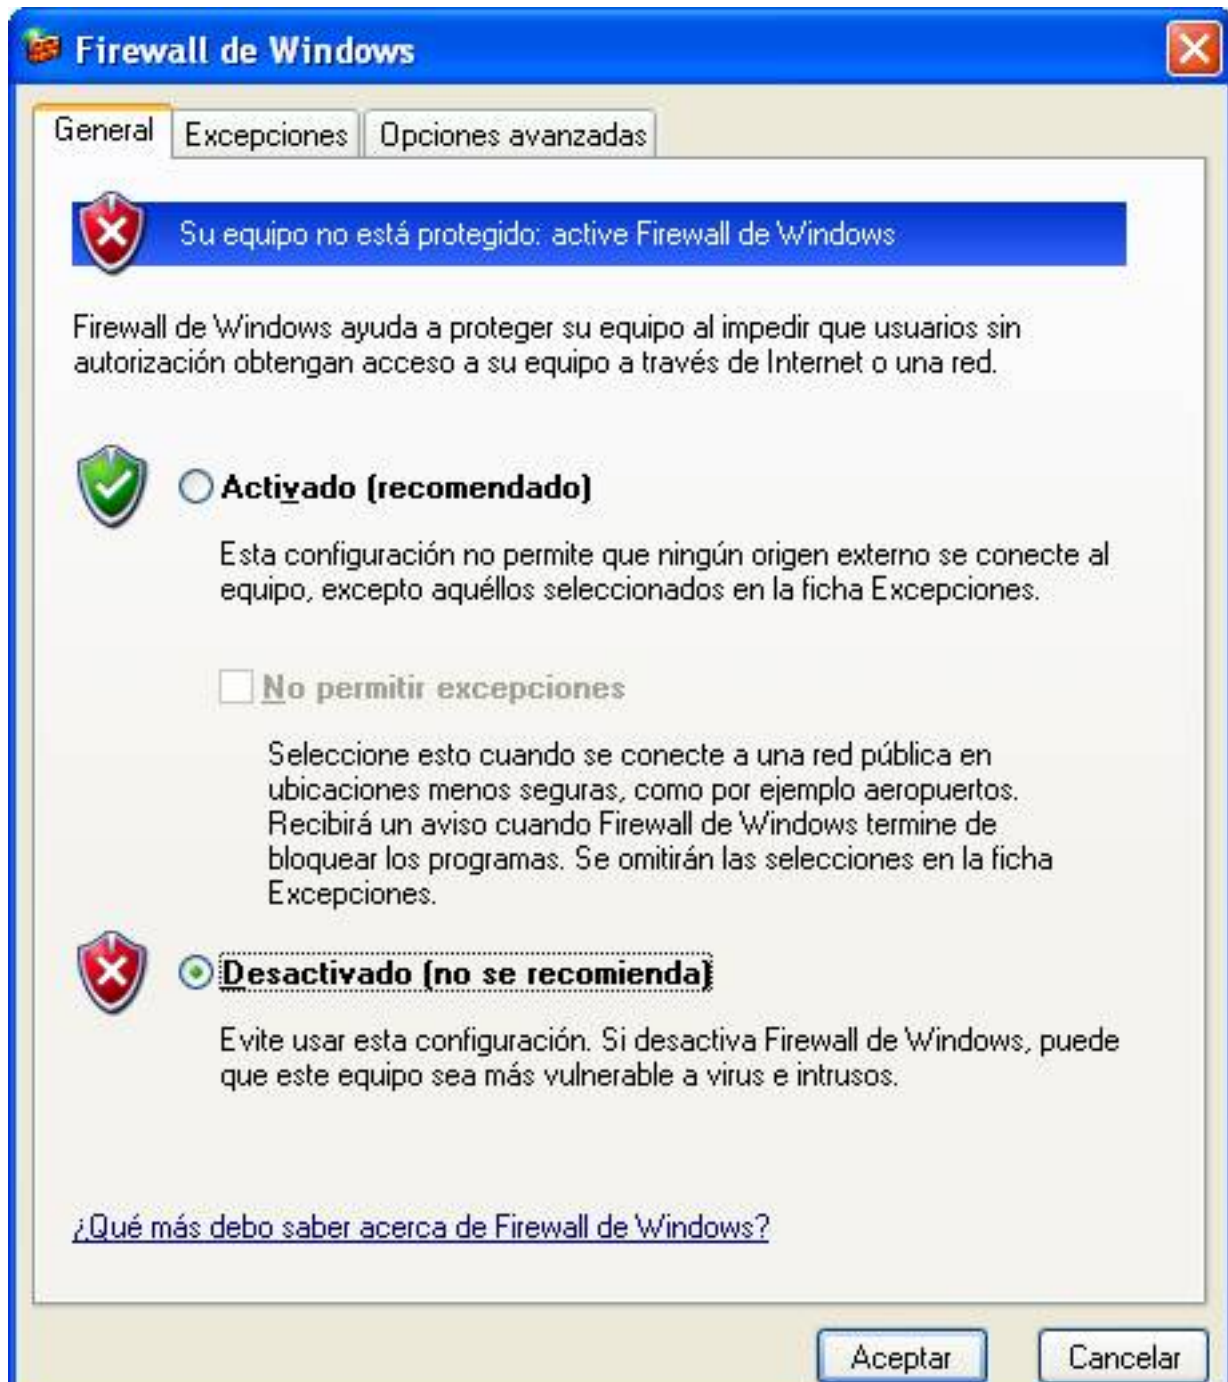 Firewall de Windows
General Excepciones Opciones avanzadas
Su equipo no está protegido: active Firewall de Windows
Firewall de Windows ayuda a proteger su equipo al impedir que usuarios sin
autorización obtengan acceso a su equipo a través de Internet o una red.
Activado (recomendado)
Esta configuración no permite que ningún origen externo se conecte al
equipo, excepto aquéllos seleccionados en la ficha Excepciones.
No permitir excepciones
Seleccione esto cuando se conecte a una red pública en
ubicaciones menos seguras, como por ejemplo aeropuertos.
Recibirá un aviso cuando Firewall de Windows termine de
bloquear los programas. Se omitirán las selecciones en la ficha
Excepciones.
Desactivado (no se recomienda)
Evite usar esta configuración. Si desactiva Firewall de Windows, puede
que este equipo sea más vulnerable a virus e intrusos.
¿Qué más debo saber acerca de Firewall de Windows?
Aceptar Cancelar